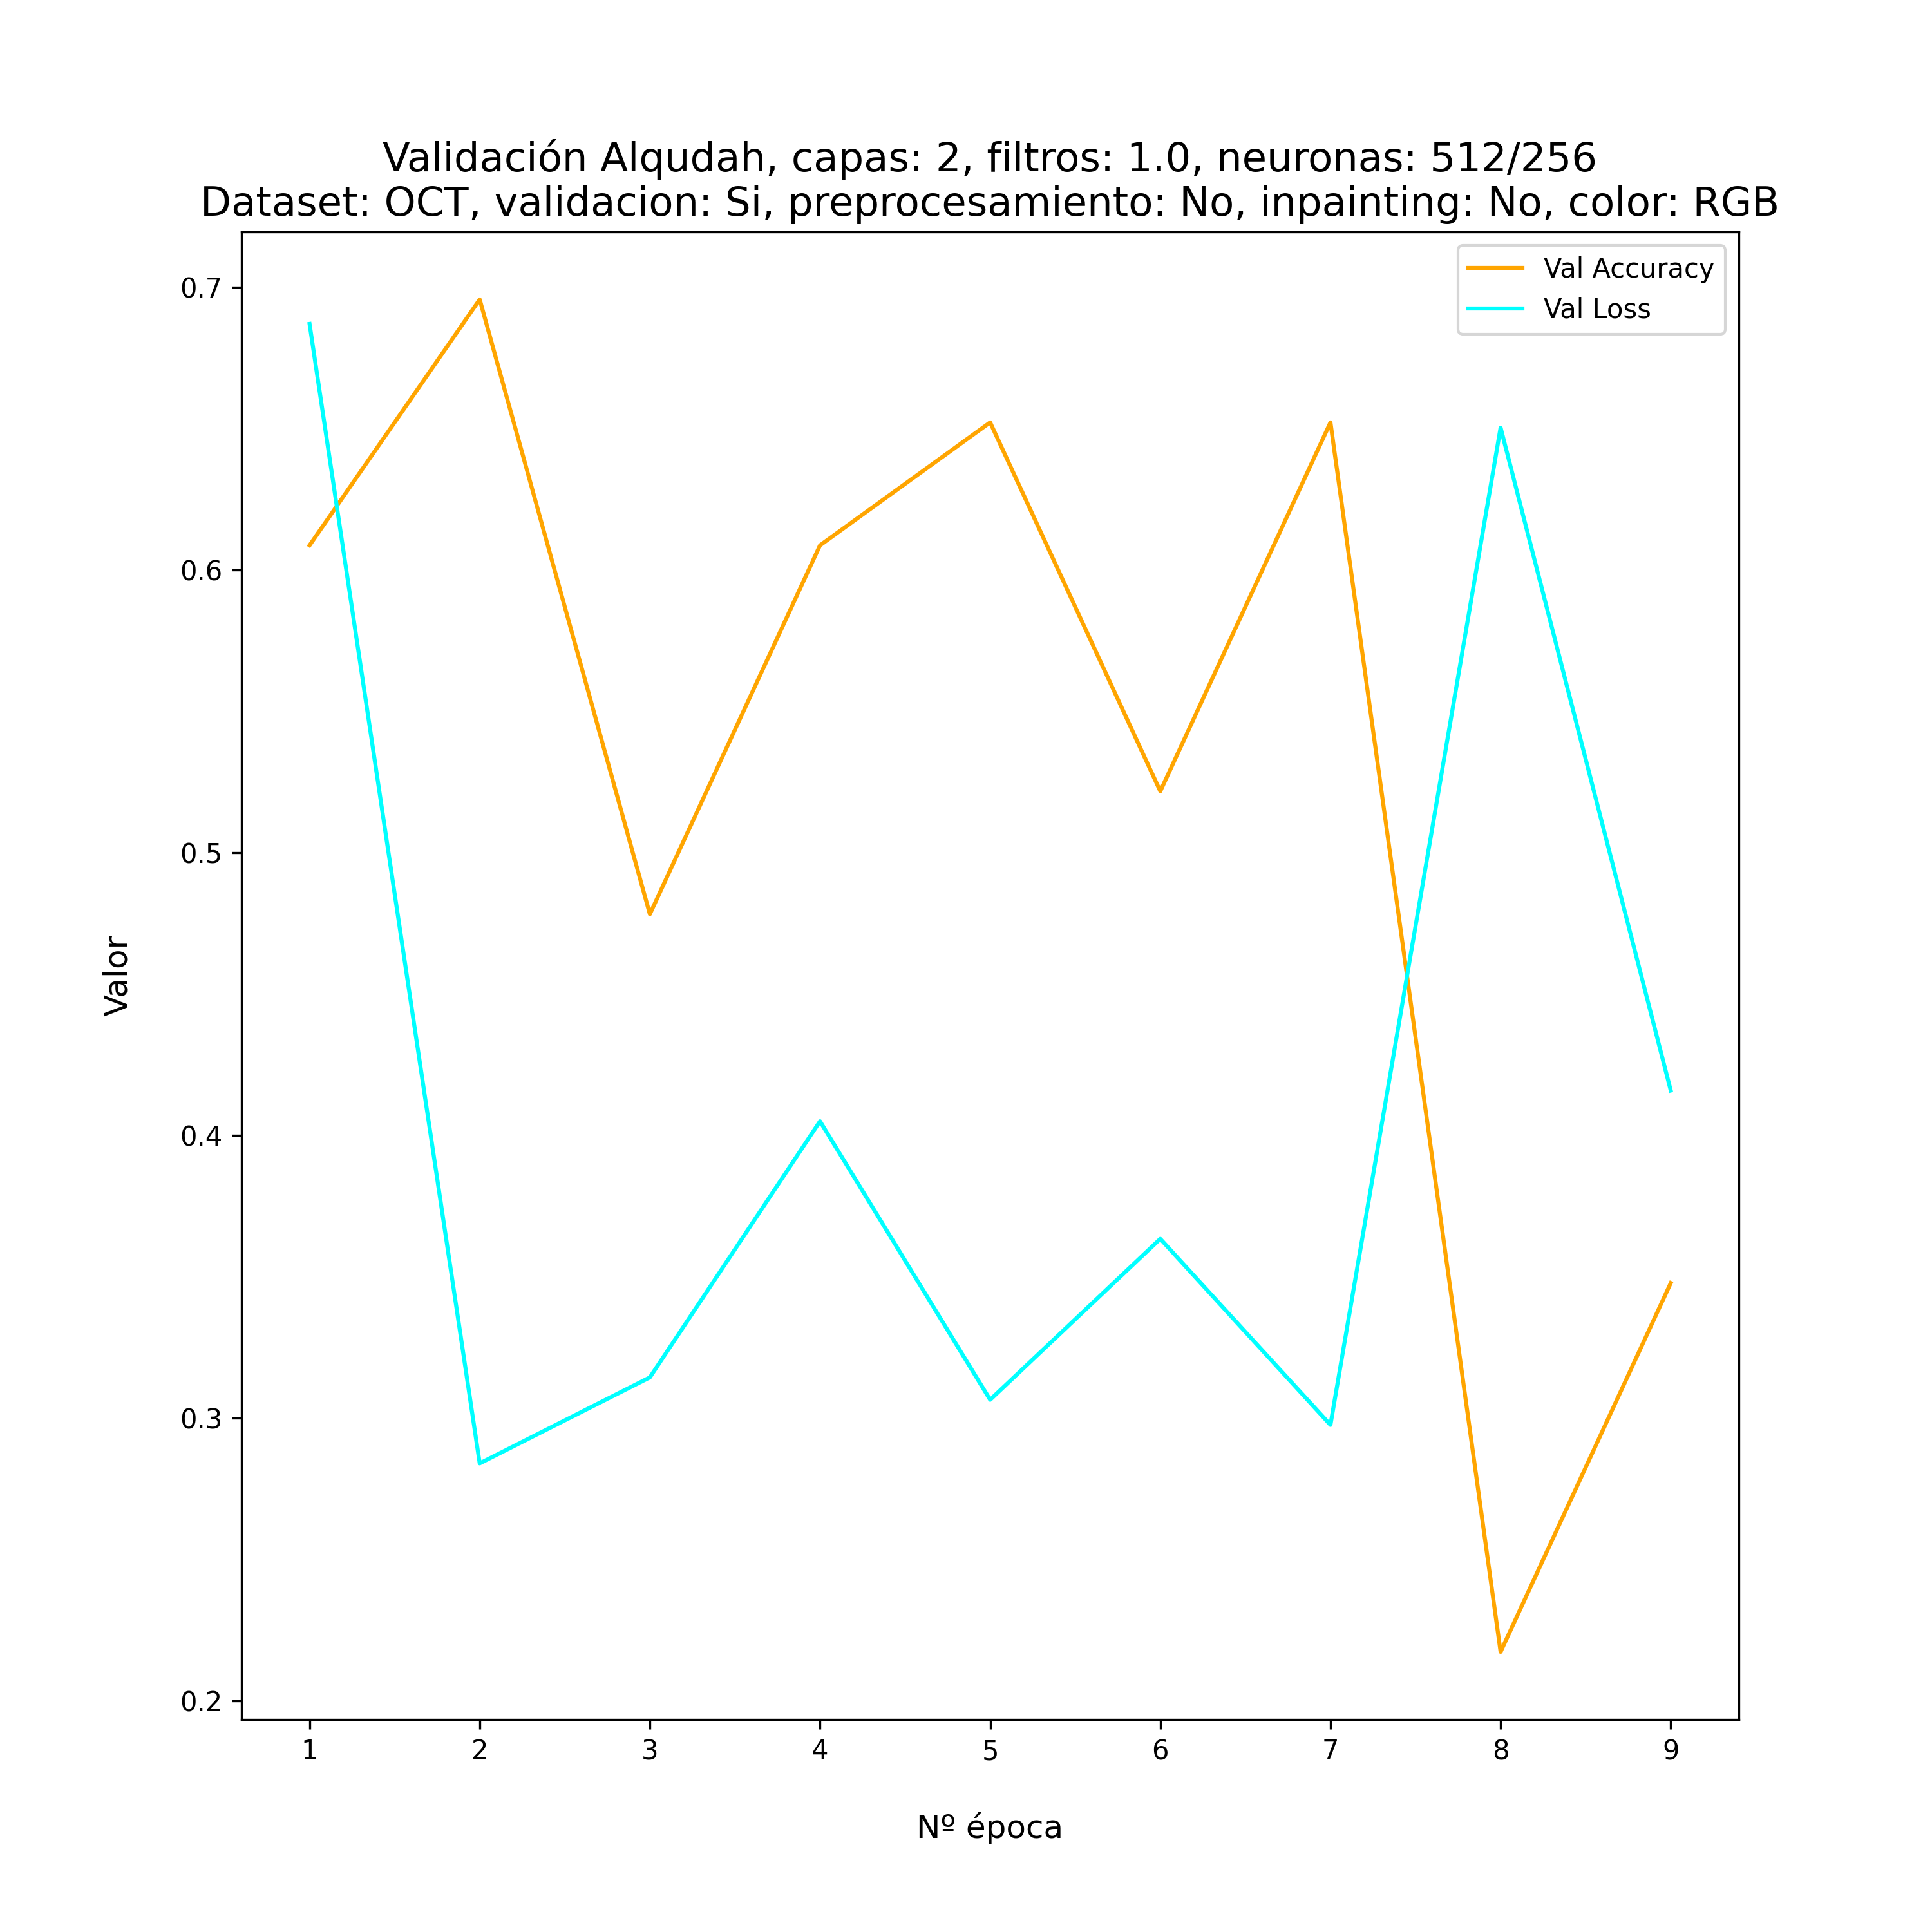 Validación Alqudah, capas: 2, filtros: 1.0, neuronas: 512/256
Dataset: OCT, validacion: Si, preprocesamiento: No, inpainting: No, color: RGB
Val Accuracy
Val Loss
0.7
0.6
0.5
0.4
0.3
0.2
Valor
1 2 3 4 5 6 7 8 9
Nº época